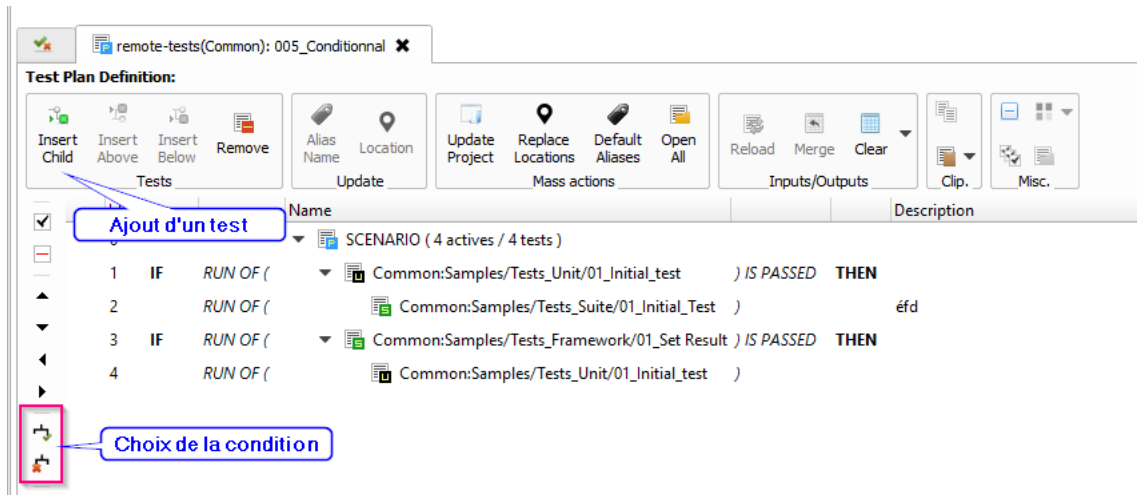 remote-tests(Common): 005_Conditionnal ✖
Test Plan Definition:
Insert Child
Insert Above
Insert Below
Remove
Tests
Alias Name
Location
Update
Update Project
Replace Locations
Default Aliases
Open All
Mass actions
Reload
Merge
Clear
Inputs/Outputs
Clip.
Misc.
Ajout d'un test
Name Description
SCENARIO ( 4 actives / 4 tests )
1 IF RUN OF ( Common:Samples/Tests_Unit/01_Initial_test ) IS PASSED THEN
2 RUN OF ( Common:Samples/Tests_Suite/01_Initial_Test ) éfd
3 IF RUN OF ( Common:Samples/Tests_Framework/01_Set Result ) IS PASSED THEN
4 RUN OF ( Common:Samples/Tests_Unit/01_Initial_test )
Choix de la condition